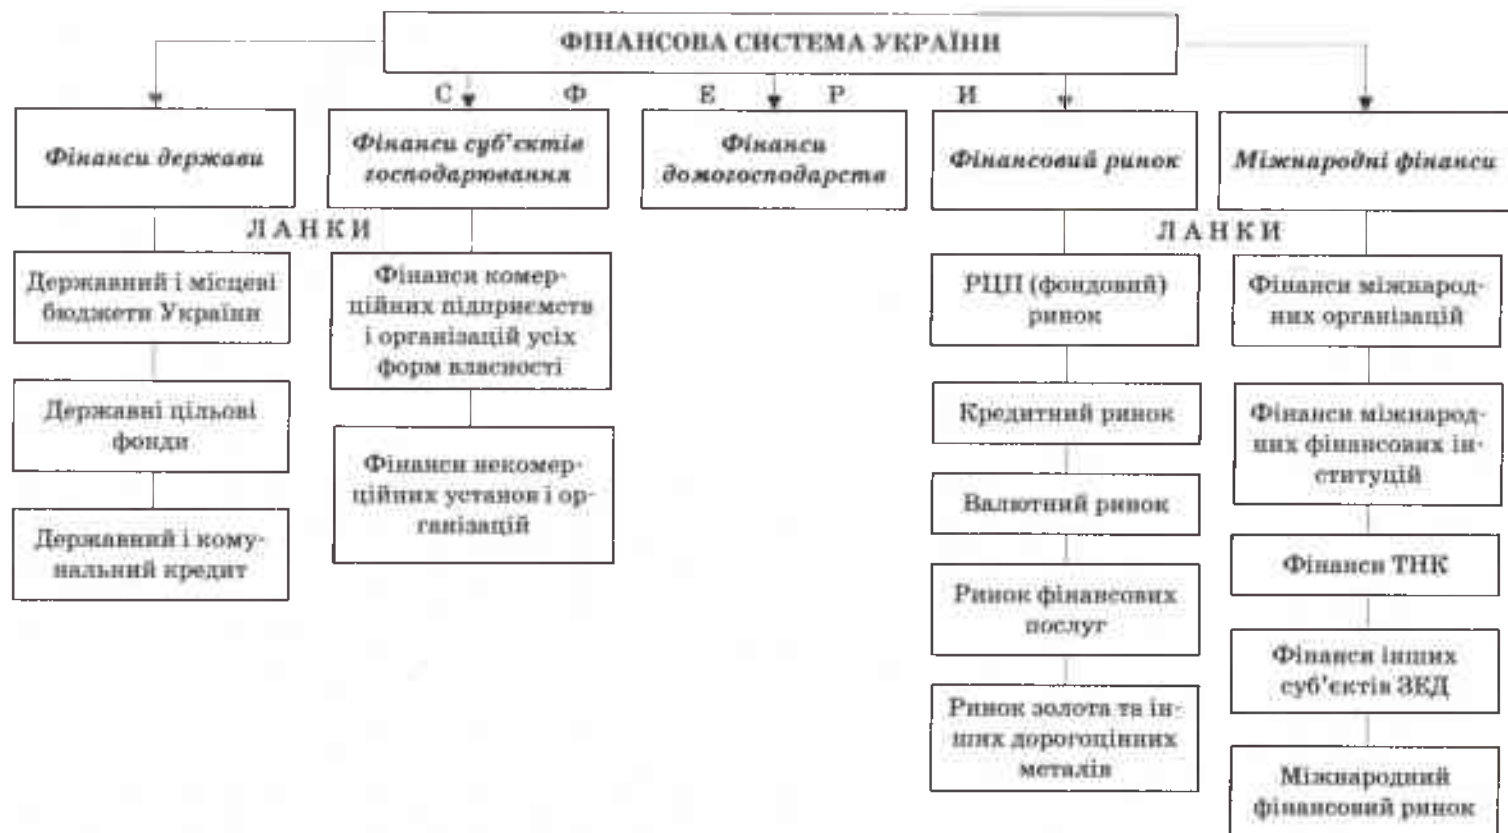 ФІНАНСОВА СИСТЕМА УКРАЇНИ
С Ф Е Р И
Фінанси держави
Фінанси суб’єктів
господарювання
Фінанси
домогосподарств
Фінансовий ринок
Міжнародні фінанси
ЛАНКИ
ЛАНКИ
Державний і місцеві
бюджети України
Державні цільові
фонди
Державний і кому-
нальний кредит
Фінанси комер-
ційних підприємств
і організацій усіх
форм власності
Фінанси некомер-
ційних установ і ор-
ганізацій
РЦП (фондовий)
ринок
Кредитний ринок
Валютний ринок
Ринок фінансових
послуг
Ринок золота та ін-
ших дорогоцінних
металів
Фінанси міжнарод-
них організацій
Фінанси міжнарод-
них фінансових ін-
ституцій
Фінанси ТНК
Фінанси інших
суб’єктів ЗЕД
Міжнародний
фінансовий ринок